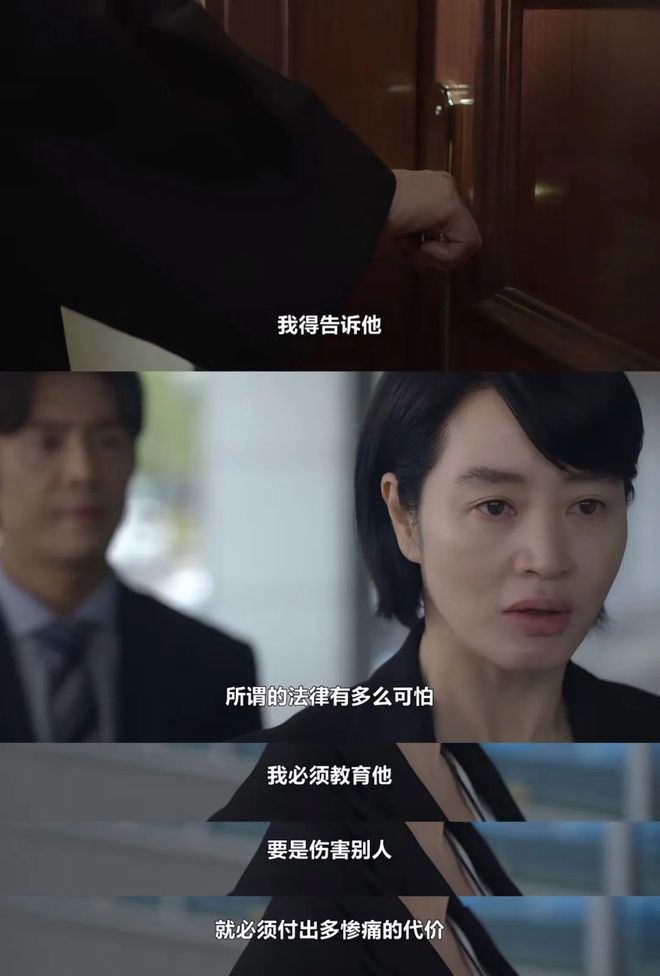 我得告诉他
所谓的法律有多么可怕
我必须教育他
要是伤害别人
就必须付出多惨痛的代价